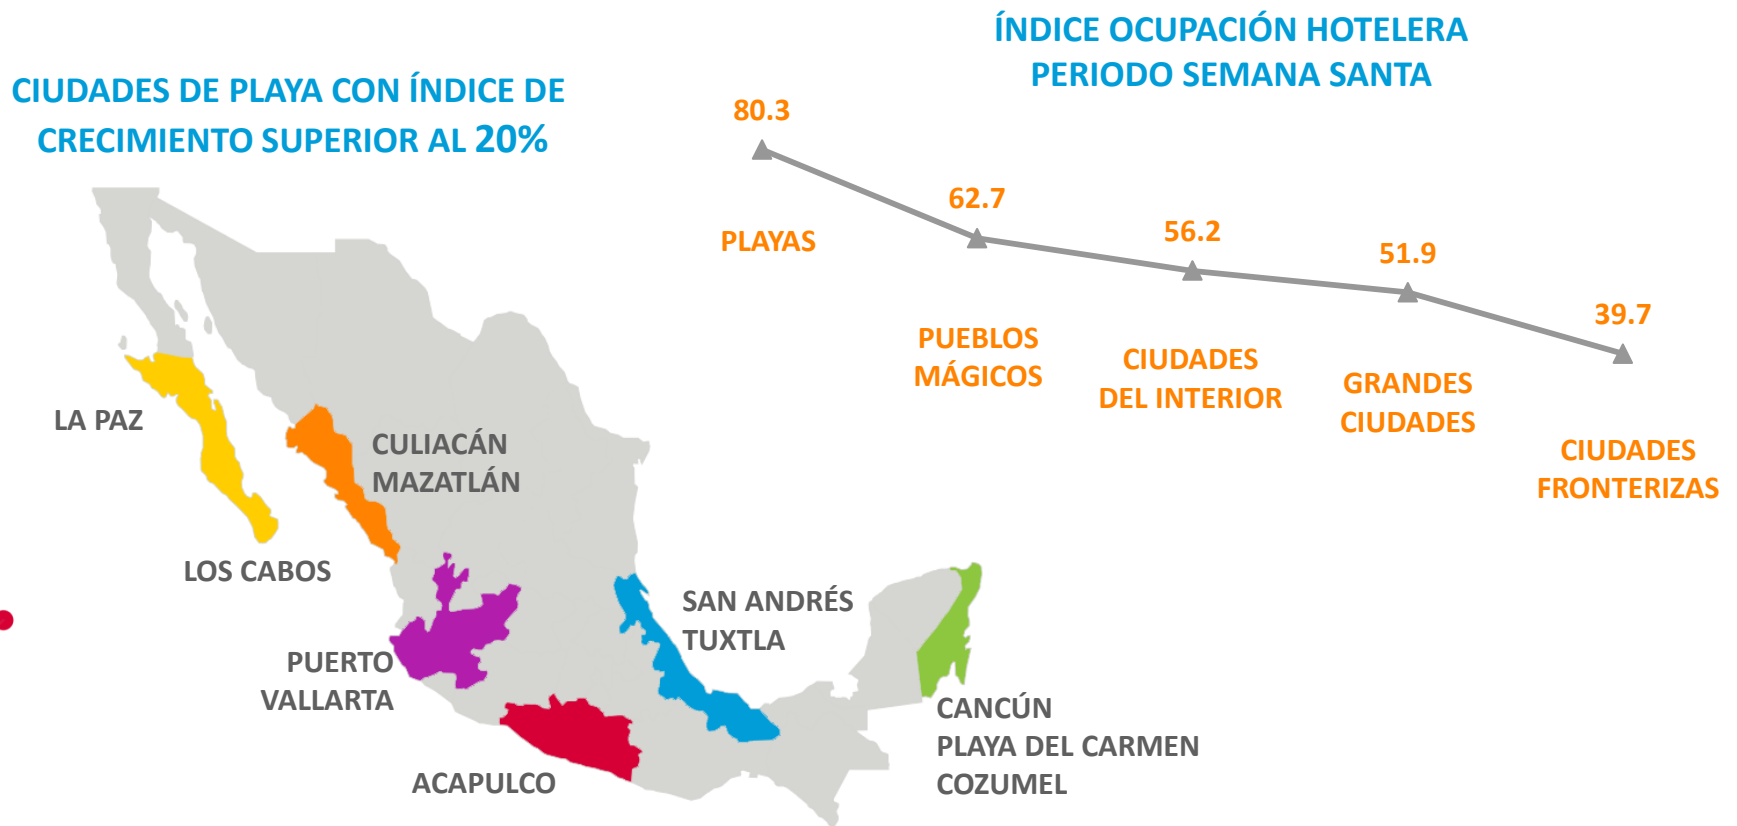 CIUDADES DE PLAYA CON ÍNDICE DE
CRECIMIENTO SUPERIOR AL 20%
LA PAZ
CULIACÁN
MAZATLÁN
LOS CABOS
PUERTO
VALLARTA
SAN ANDRÉS
TUXTLA
ACAPULCO
CANCÚN
PLAYA DEL CARMEN
COZUMEL
ÍNDICE OCUPACIÓN HOTELERA
PERIODO SEMANA SANTA
80.3
PLAYAS
62.7
PUEBLOS
MÁGICOS
56.2
CIUDADES
DEL INTERIOR
51.9
GRANDES
CIUDADES
39.7
CIUDADES
FRONTERIZAS